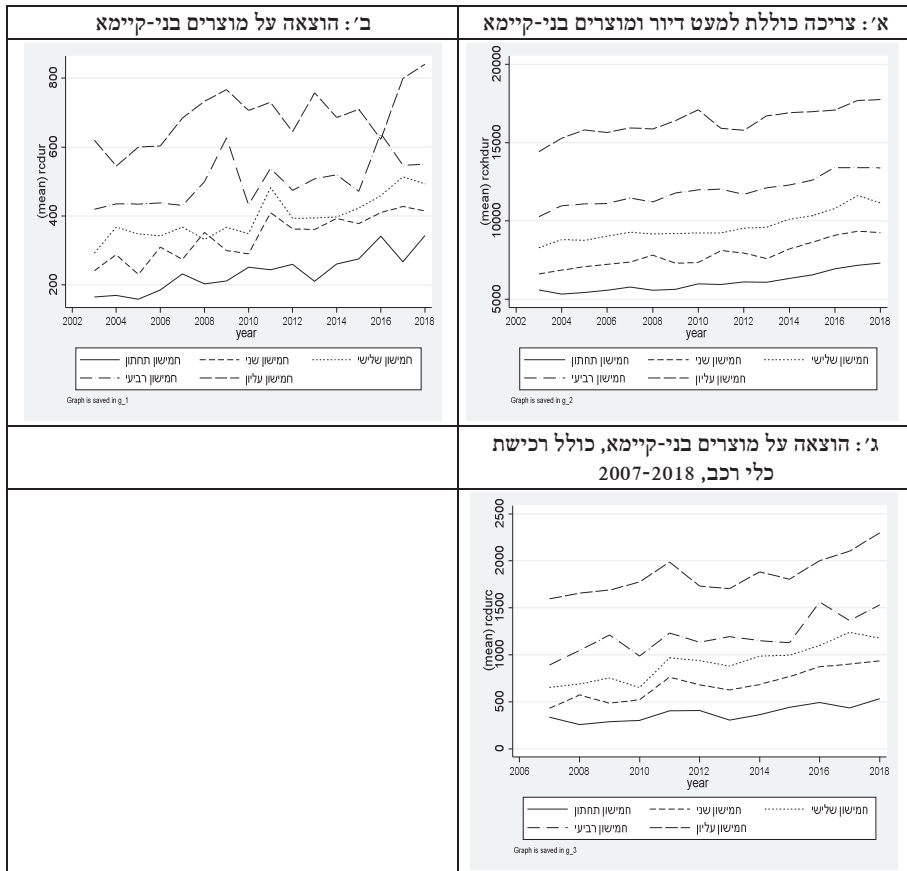 א': צריכה כוללת למעט דיור ומוצרים בני-קיימא
20000
15000
10000
5000
(mean) rcxhdur
2002 2004 2006 2008 2010 2012 2014 2016 2018
year
חמישון תחתון חמישון שני חמישון שלישי
חמישון רביעי חמישון עליון
Graph is saved in g_2
ב': הוצאה על מוצרים בני-קיימא
800
600
400
200
(mean) rcdur
2002 2004 2006 2008 2010 2012 2014 2016 2018
year
חמישון תחתון חמישון שני חמישון שלישי
חמישון רביעי חמישון עליון
Graph is saved in g_1
ג': הוצאה על מוצרים בני-קיימא, כולל רכישת
כלי רכב, 2007-2018
2500
2000
1500
1000
500
0
(mean) rcdurc
2006 2008 2010 2012 2014 2016 2018
year
חמישון תחתון חמישון שני חמישון שלישי
חמישון רביעי חמישון עליון
Graph is saved in g_3